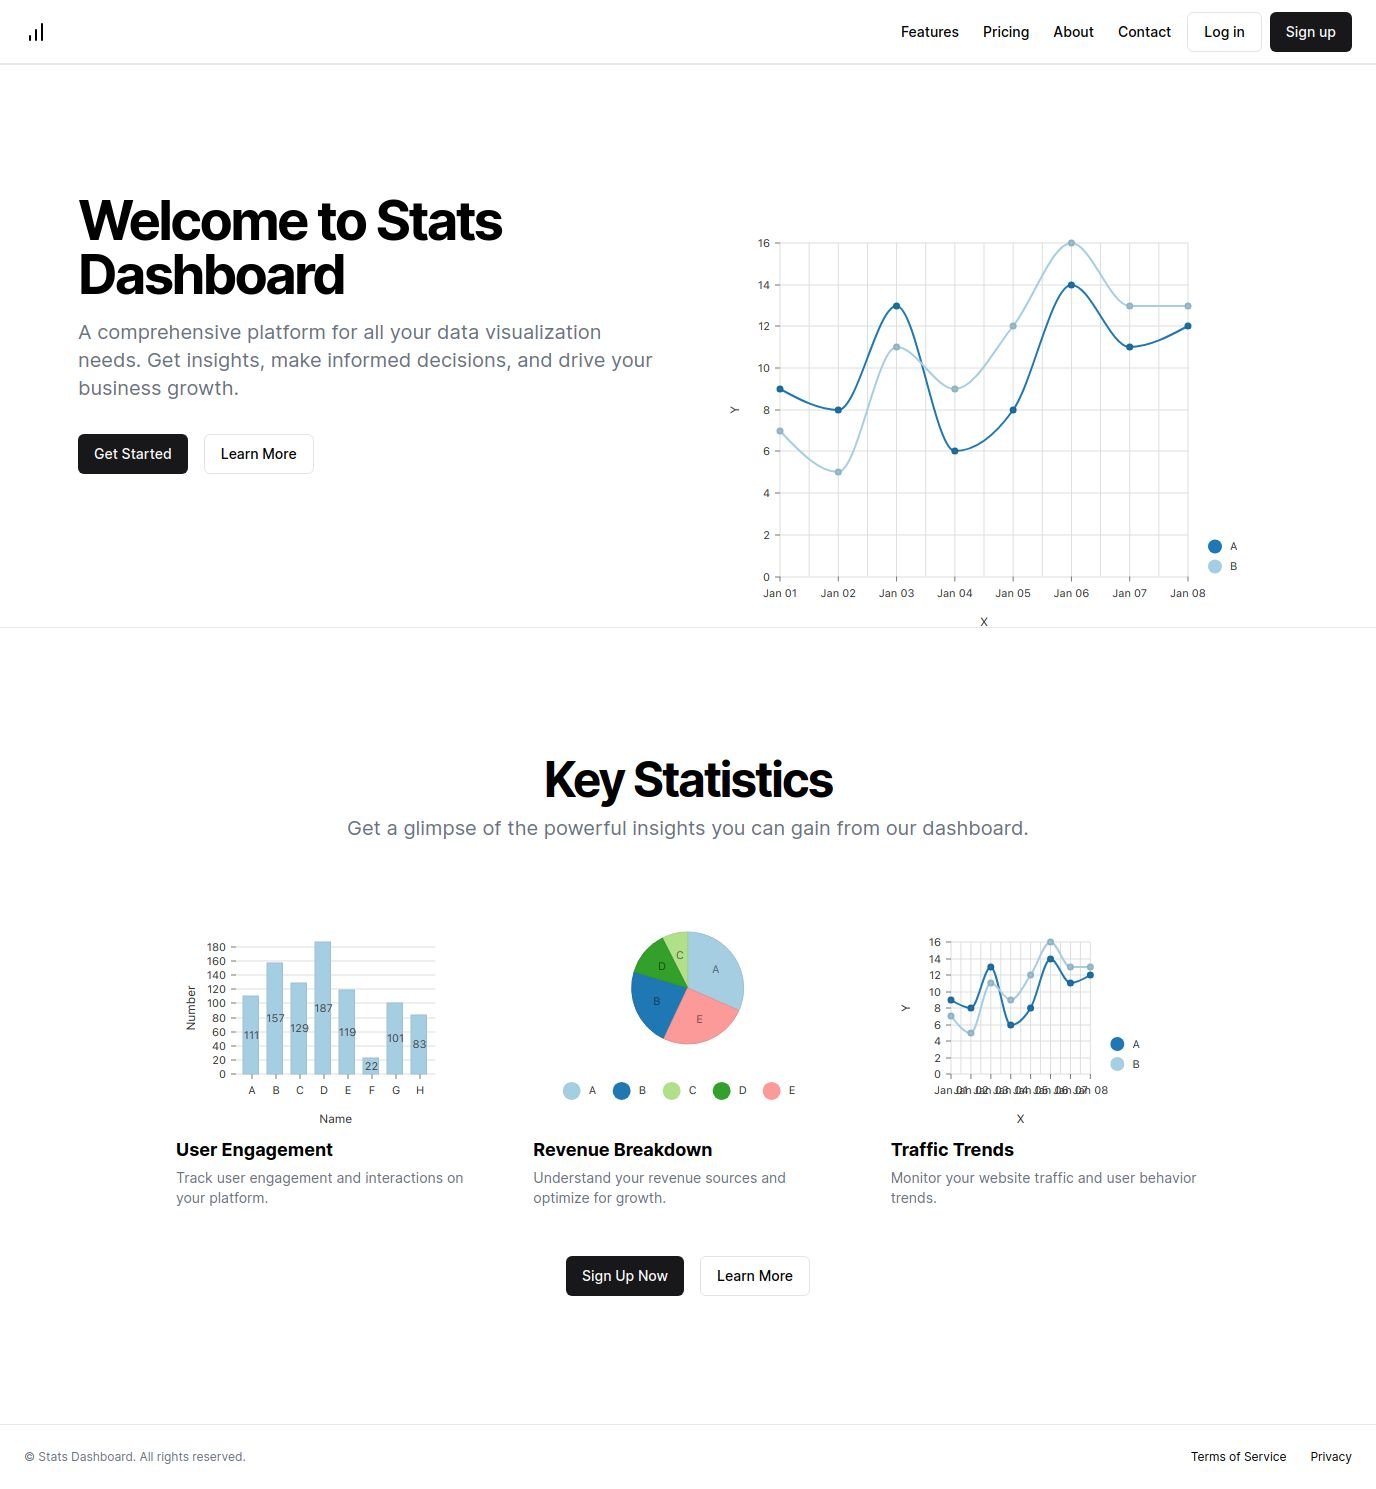 Features Pricing About Contact Log in Sign up
Welcome to Stats
Dashboard
A comprehensive platform for all your data visualization
needs. Get insights, make informed decisions, and drive your
business growth.
Get Started Learn More
16
14
12
10
8
6
4
2
0
Y
Jan 01 Jan 02 Jan 03 Jan 04 Jan 05 Jan 06 Jan 07 Jan 08
X
A
B
Key Statistics
Get a glimpse of the powerful insights you can gain from our dashboard.
180
160
140
120
100
80
60
40
20
0
Number
111 157 129 187 119 22 101 83
A B C D E F G H
Name
User Engagement
Track user engagement and interactions on
your platform.
C
D A
B
E
A B C D E
Revenue Breakdown
Understand your revenue sources and
optimize for growth.
16
14
12
10
8
6
4
2
0
Y
Jan 01 Jan 02 Jan 03 Jan 04 Jan 05 Jan 06 Jan 07 Jan 08
X
A
B
Traffic Trends
Monitor your website traffic and user behavior
trends.
Sign Up Now Learn More
© Stats Dashboard. All rights reserved.
Terms of Service Privacy